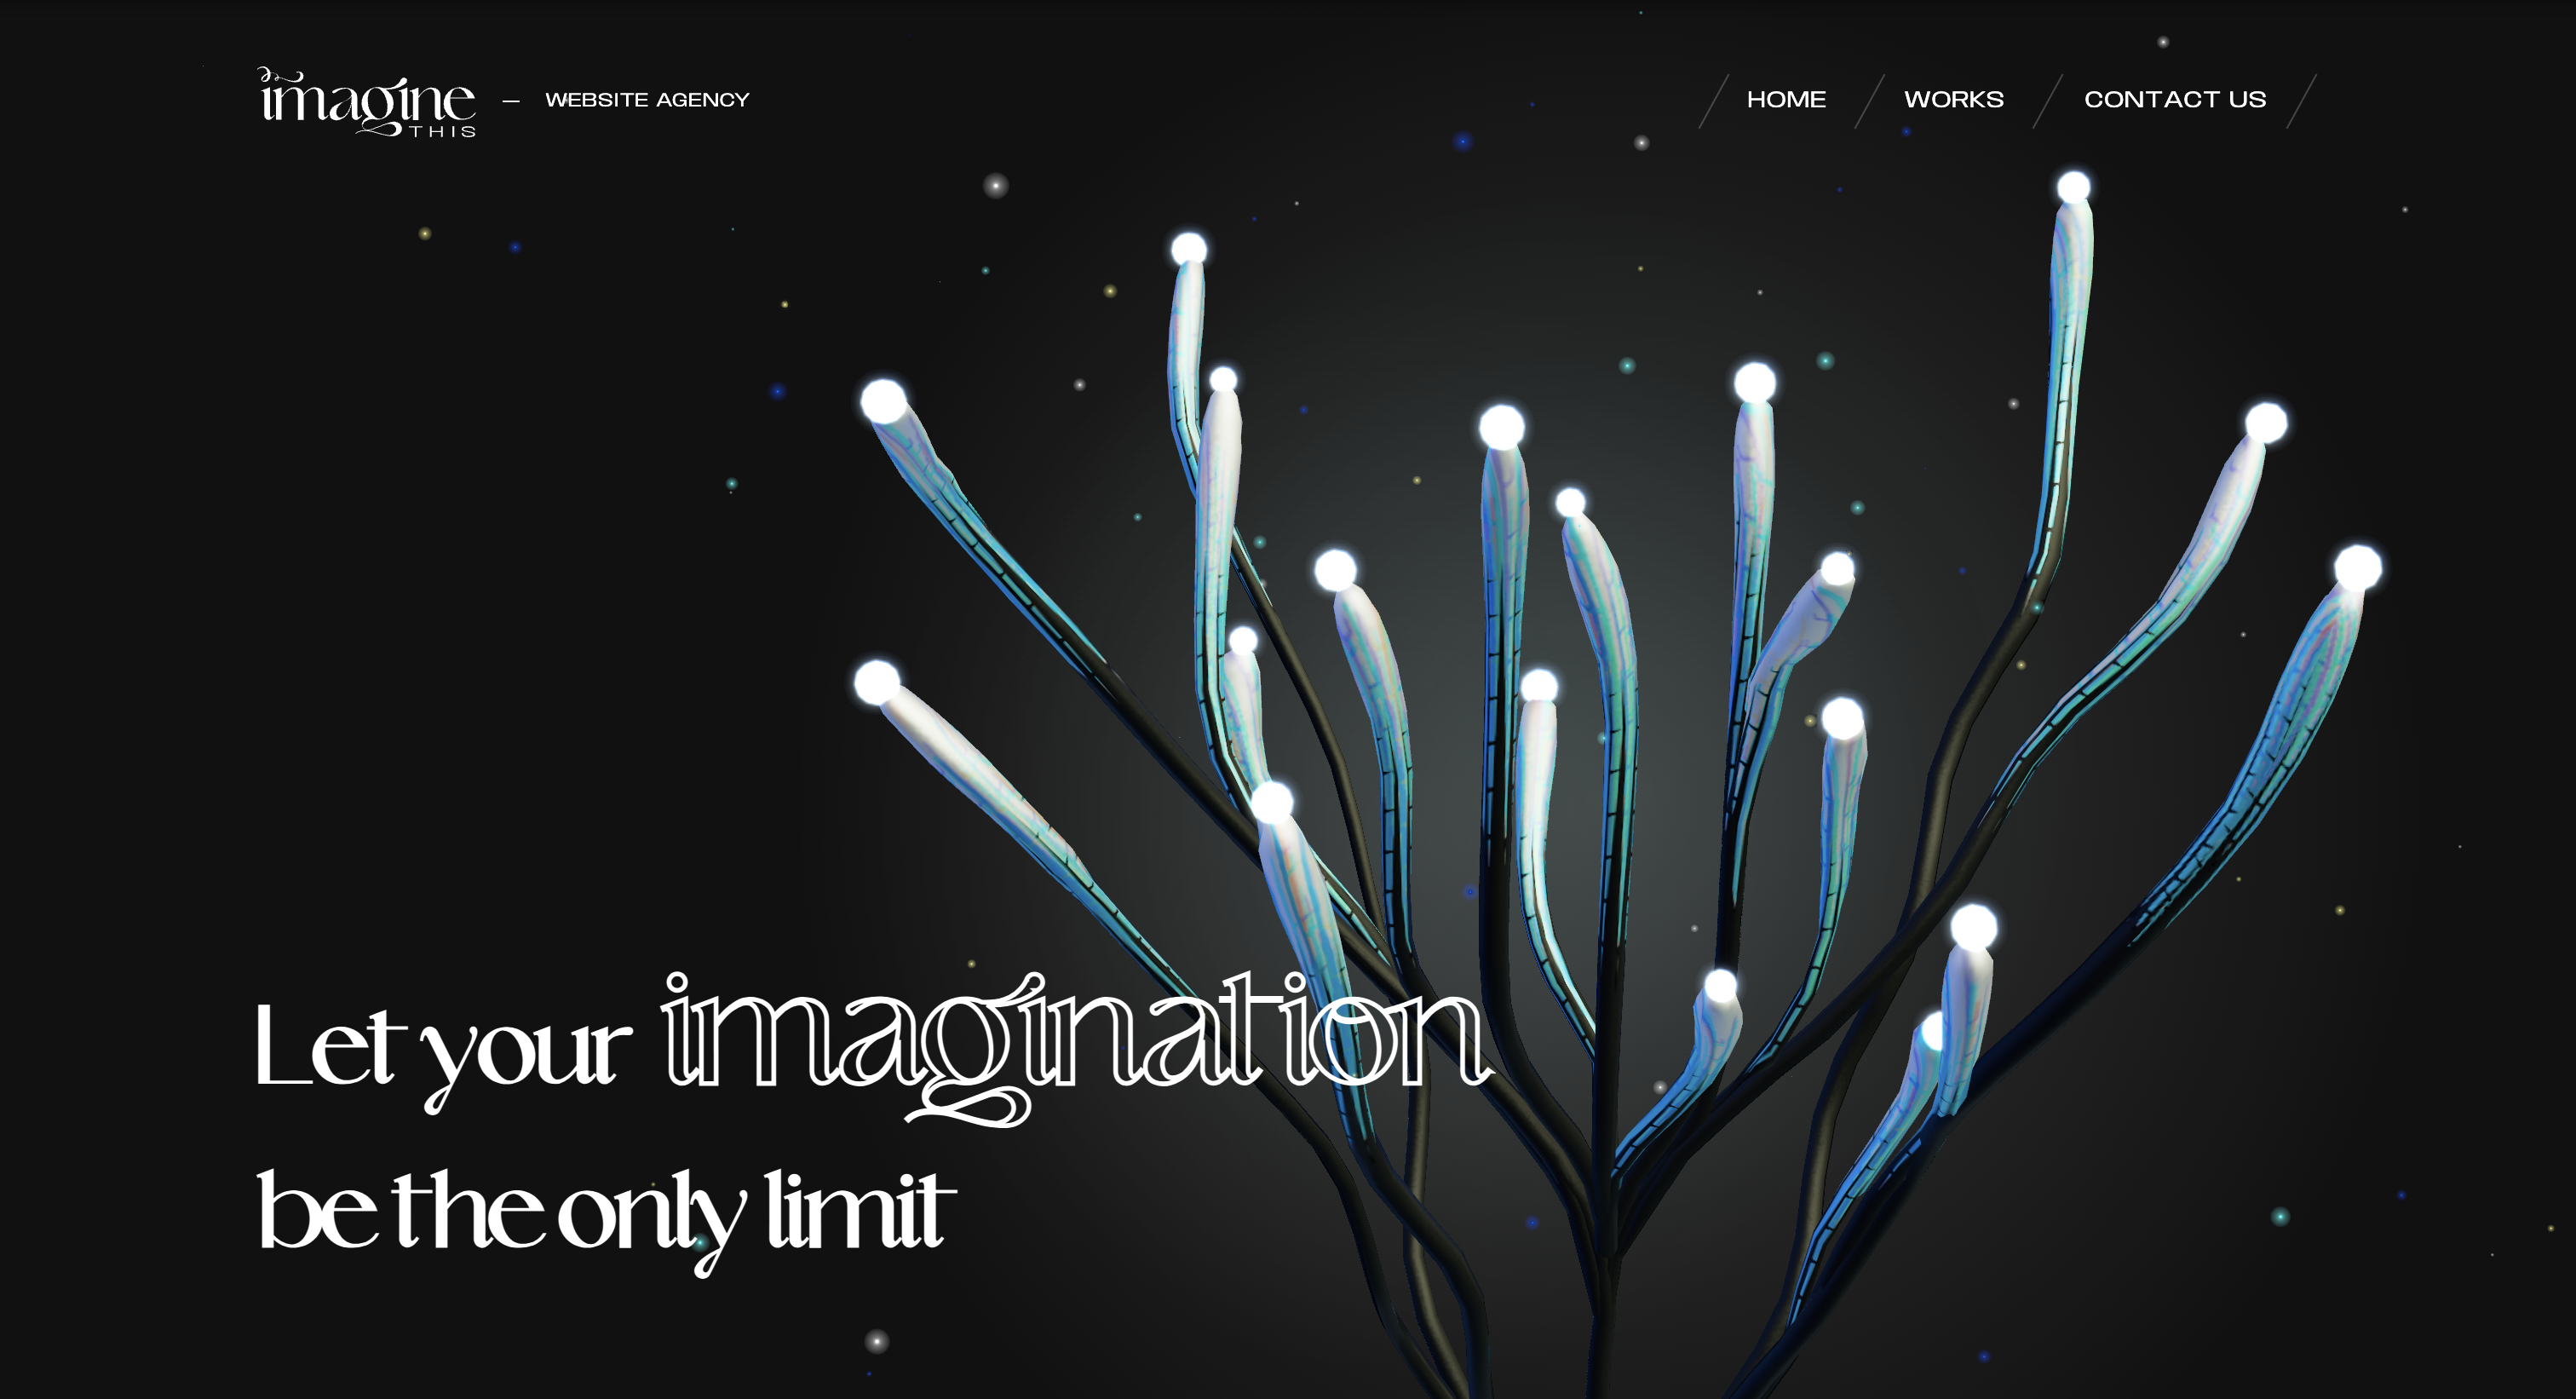 imagine
THIS
— WEBSITE AGENCY
HOME
WORKS
CONTACT US
Let your imagination
be the only limit